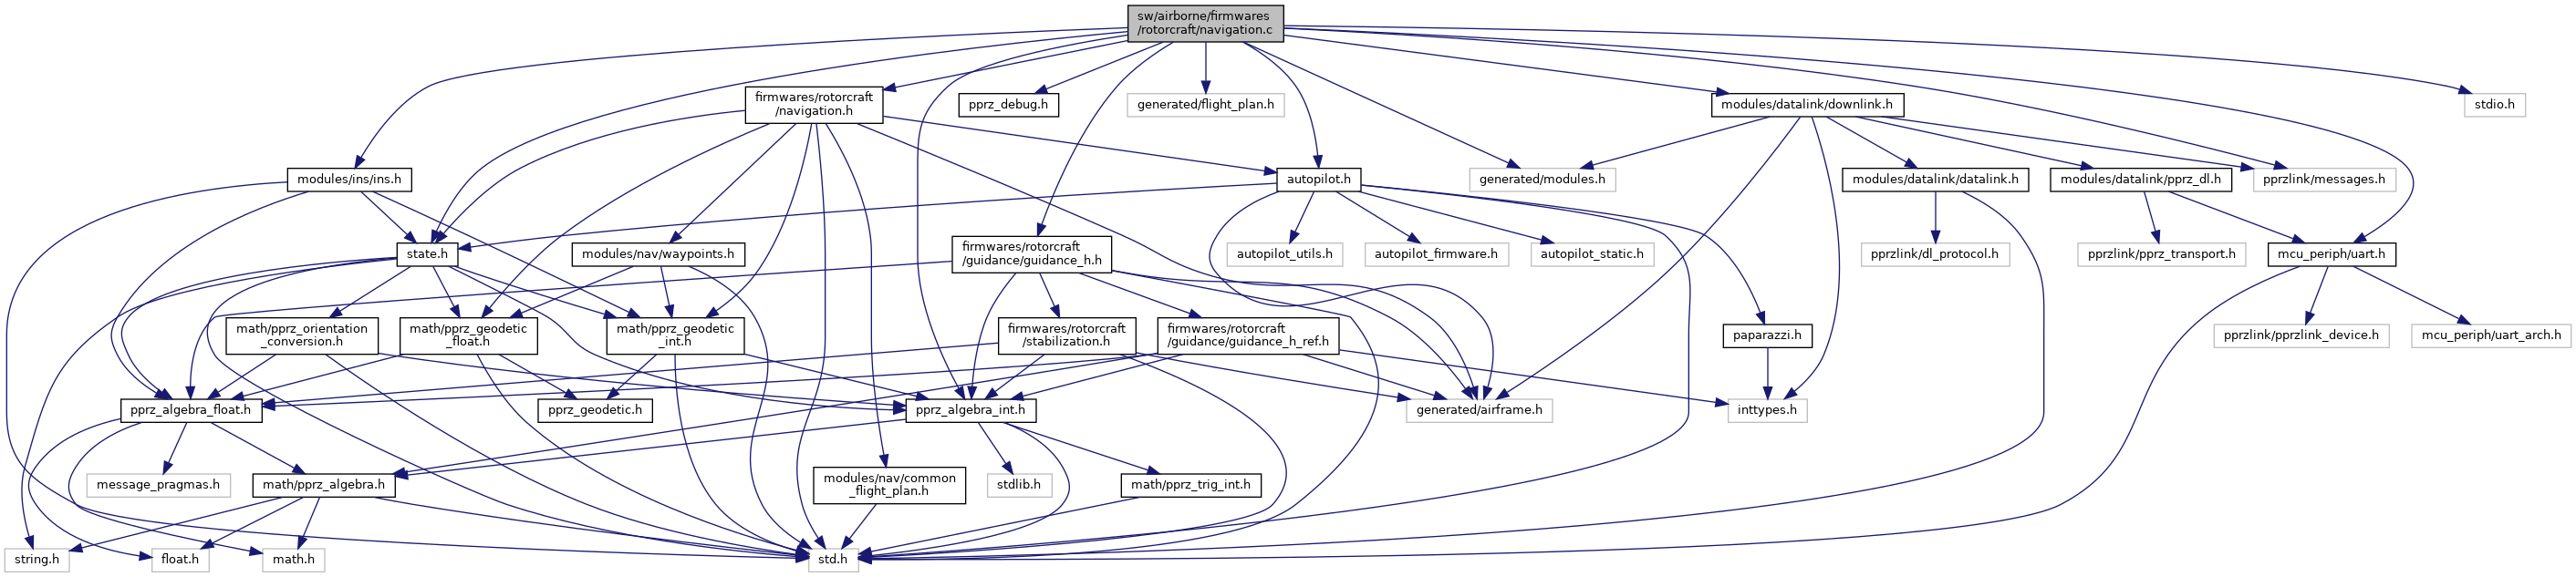 sw/airborne/firmwares
/rotorcraft/navigation.c
firmwares/rotorcraft
/navigation.h
pprz_debug.h
generated/flight_plan.h
modules/datalink/downlink.h
stdio.h
modules/ins/ins.h
autopilot.h
generated/modules.h
modules/datalink/datalink.h
modules/datalink/pprz_dl.h
pprzlink/messages.h
state.h
modules/nav/waypoints.h
firmwares/rotorcraft
/guidance/guidance_h.h
autopilot_utils.h
autopilot_firmware.h
autopilot_static.h
pprzlink/dl_protocol.h
pprzlink/pprz_transport.h
mcu_periph/uart.h
math/pprz_orientation
_conversion.h
math/pprz_geodetic
_float.h
math/pprz_geodetic
_int.h
firmwares/rotorcraft
/stabilization.h
firmwares/rotorcraft
/guidance/guidance_h_ref.h
paparazzi.h
pprzlink/pprzlink_device.h
mcu_periph/uart_arch.h
pprz_algebra_float.h
pprz_geodetic.h
pprz_algebra_int.h
generated/airframe.h
inttypes.h
message_pragmas.h
math/pprz_algebra.h
modules/nav/common
_flight_plan.h
stdlib.h
math/pprz_trig_int.h
string.h
float.h
math.h
std.h